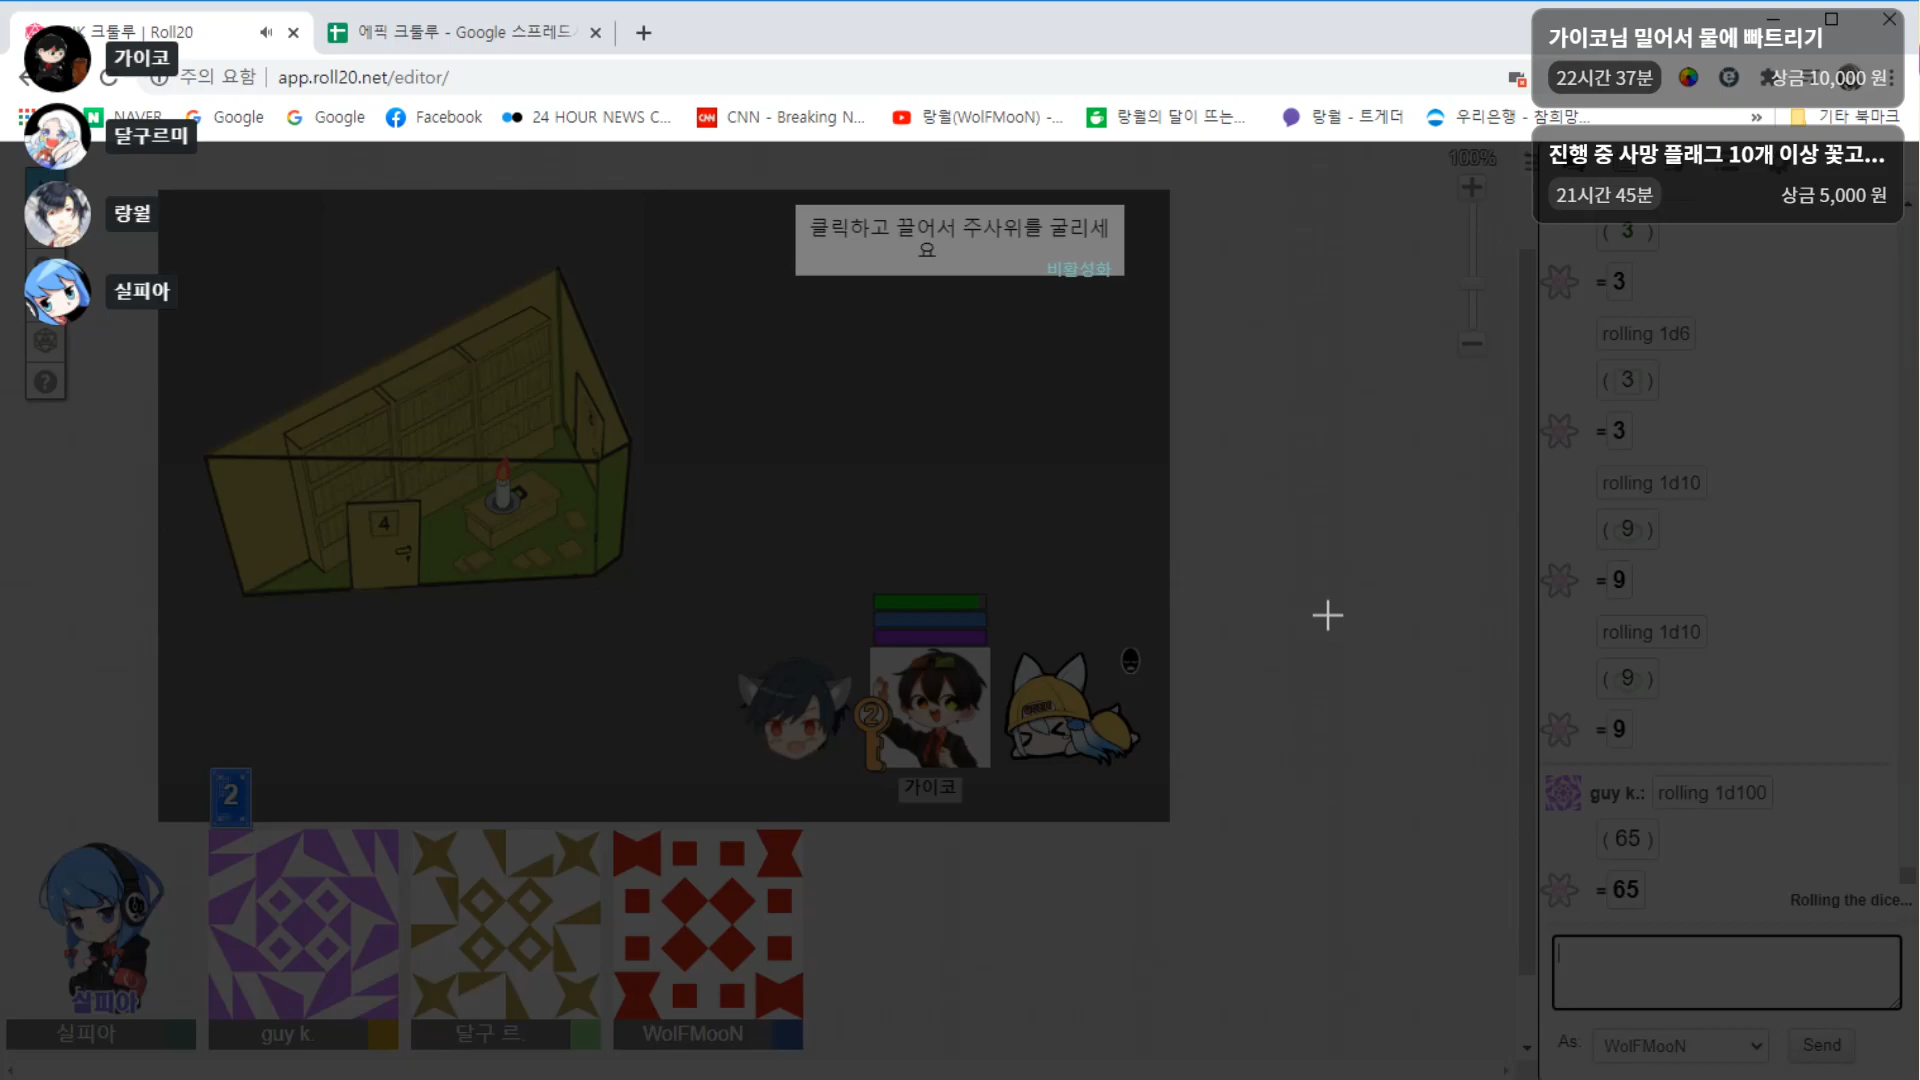 크툴루 | Roll20
에픽 크툴루 - Google 스프레드
가이코
주의 요함
app.roll20.net/editor/
NAVER
Google
Google
Facebook
24 HOUR NEWS C...
CNN - Breaking N...
랑월(WolFMooN) -...
랑월의 달이 뜨는...
랑월 - 트게더
우리은행 - 참희망...
»
기타 북마크
가이코님 밀어서 물에 빠트리기
22시간 37분
상금 10,000 원
진행 중 사망 플래그 10개 이상 꽃고...
21시간 45분
상금 5,000 원
달구르미
랑월
실피아
100%
클릭하고 끌어서 주사위를 굴리세
요
비활성화
4
2
가이코
2
실피아
실피아
guy k.
달구 르.
WolFMooN
( 3 )
= 3
rolling 1d6
( 3 )
= 3
rolling 1d10
( 9 )
= 9
rolling 1d10
( 9 )
= 9
guy k.: rolling 1d100
( 65 )
= 65
Rolling the dice...
As:
WolFMooN
Send